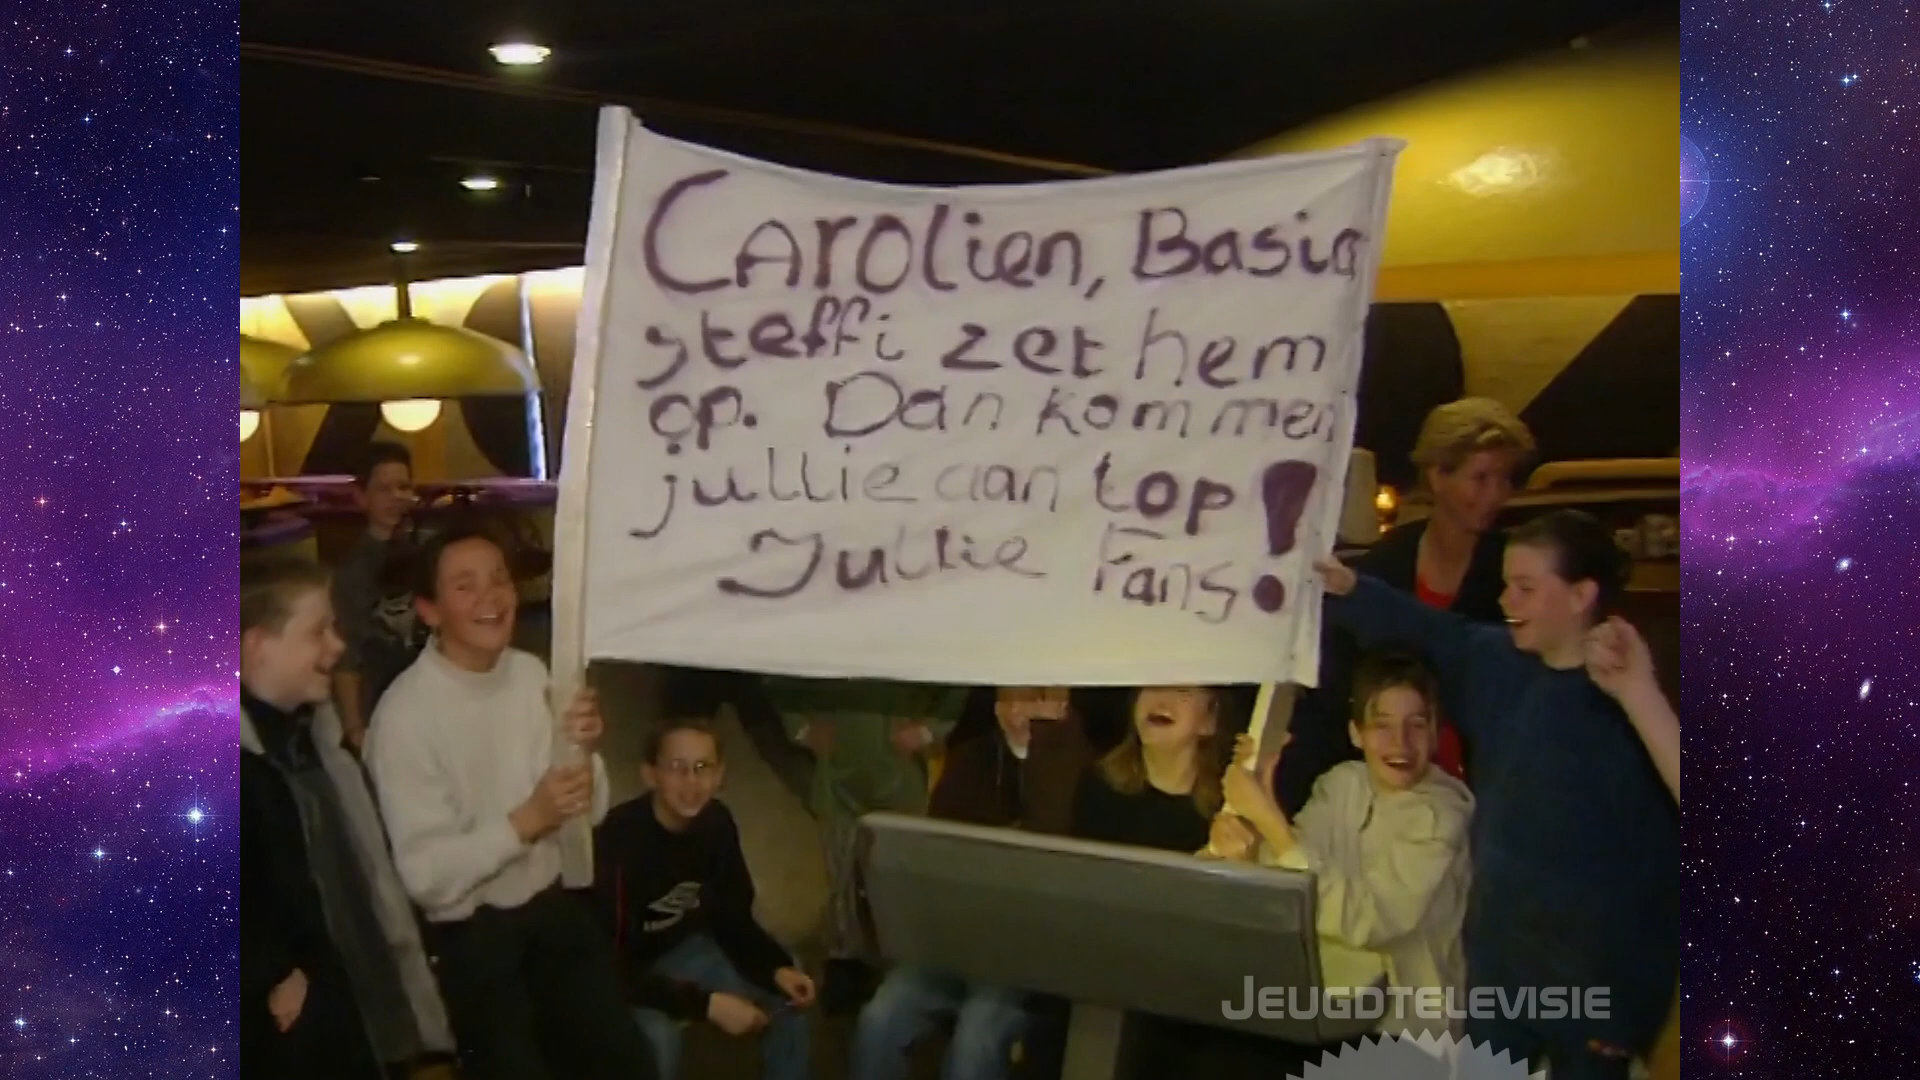 Carolien, Basia
steffi zet hem
op. Dan kommen
jullie aan top!
Jullie Fans!
JEUGDTELEVISIE